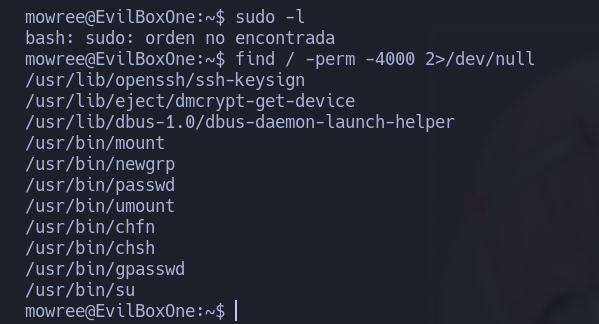 mowree@EvilBoxOne:~$ sudo -l
bash: sudo: orden no encontrada
mowree@EvilBoxOne:~$ find / -perm -4000 2>/dev/null
/usr/lib/openssh/ssh-keysign
/usr/lib/eject/dmcrypt-get-device
/usr/lib/dbus-1.0/dbus-daemon-launch-helper
/usr/bin/mount
/usr/bin/newgrp
/usr/bin/passwd
/usr/bin/umount
/usr/bin/chfn
/usr/bin/chsh
/usr/bin/gpasswd
/usr/bin/su
mowree@EvilBoxOne:~$